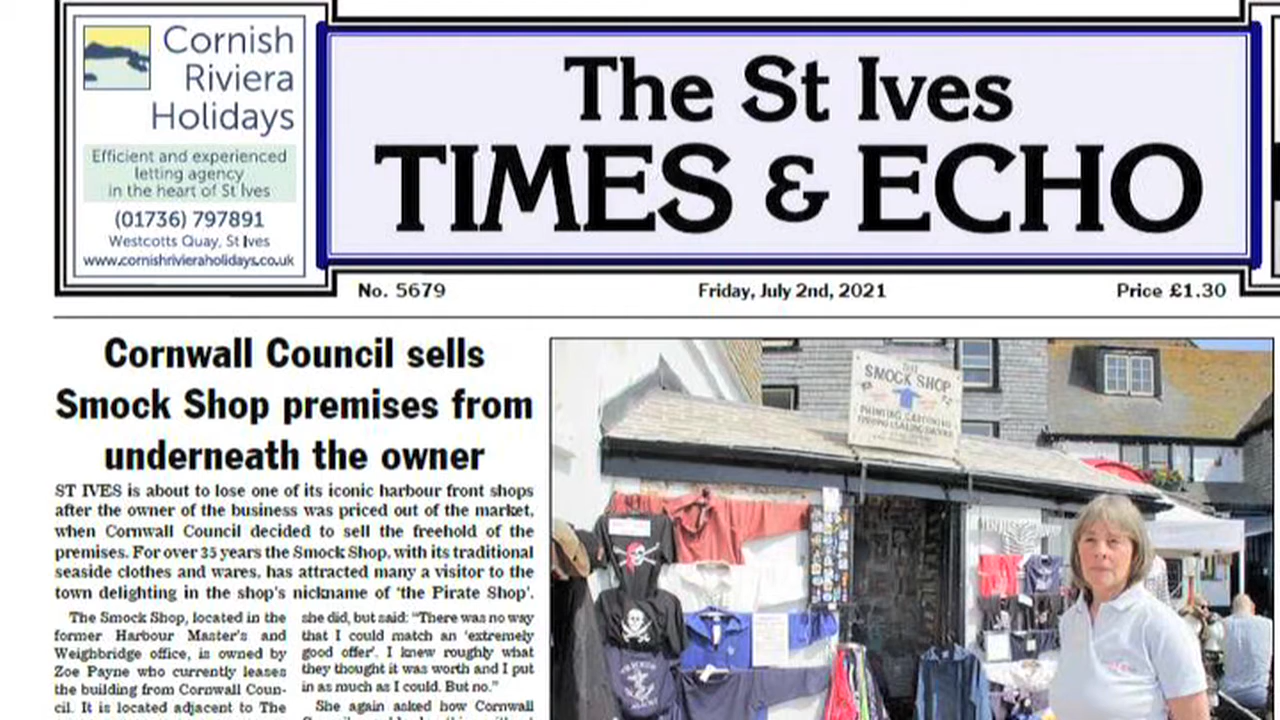 Cornish
Riviera
Holidays
Efficient and experienced
letting agency
in the heart of St Ives
(01736) 797891
Westcotts Quay, St Ives
www.cornishrivieraholidays.co.uk
The St Ives
TIMES & ECHO
No. 5679
Friday, July 2nd, 2021
Price £1.30
Cornwall Council sells
Smock Shop premises from
underneath the owner
ST IVES is about to lose one of its iconic harbour front shops
after the owner of the business was priced out of the market,
when Cornwall Council decided to sell the freehold of the
premises. For over 35 years the Smock Shop, with its traditional
seaside clothes and wares, has attracted many a visitor to the
town delighting in the shop's nickname of 'the Pirate Shop'.
The Smock Shop, located in the
former Harbour Master's and
Weighbridge office, is owned by
Zoe Payne who currently leases
the building from Cornwall Coun-
cil. It is located adjacent to The
she did, but said: "There was no way
that I could match an 'extremely
good offer'. I knew roughly what
they thought it was worth and I put
in as much as I could. But no."
She again asked how Cornwall
THE
SMOCK SHOP